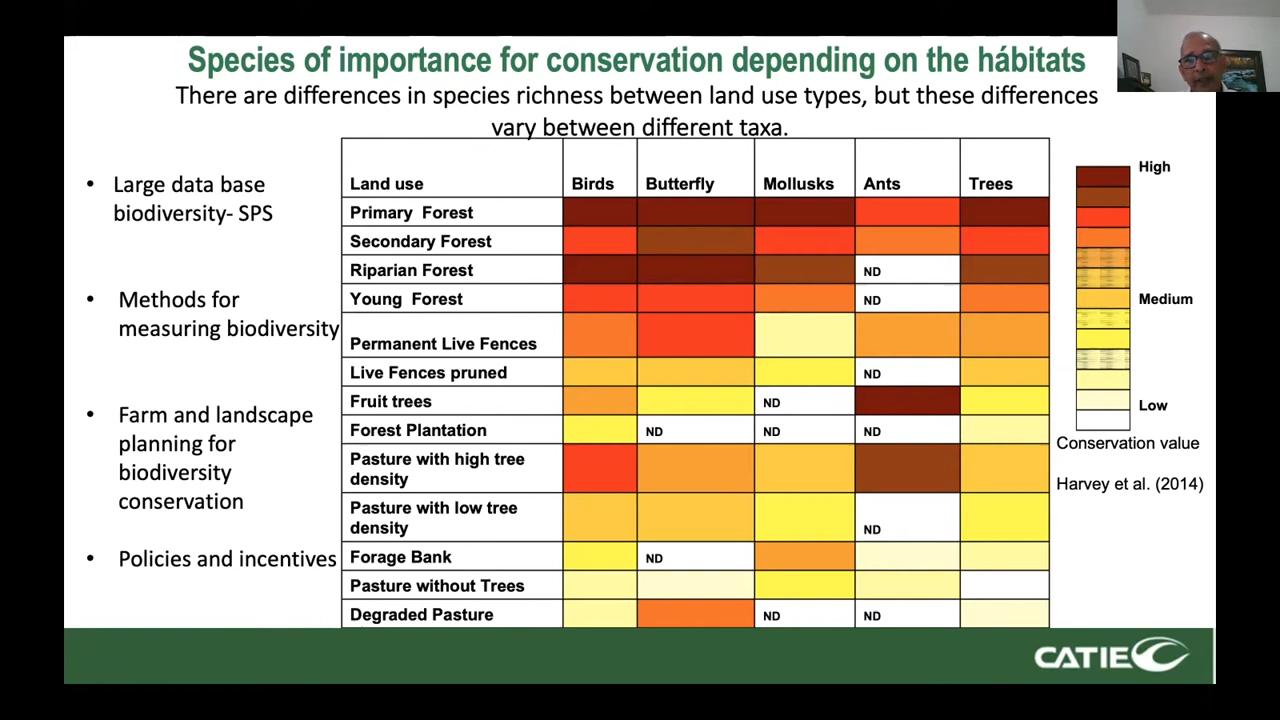 Species of importance for conservation depending on the hábitats
There are differences in species richness between land use types, but these differences
vary between different taxa.
• Large data base
biodiversity- SPS
• Methods for
measuring biodiversity
• Farm and landscape
planning for
biodiversity
conservation
• Policies and incentives
Land use Birds Butterfly Mollusks Ants Trees
Primary Forest
Secondary Forest
Riparian Forest ND
Young Forest ND
Permanent Live Fences
Live Fences pruned ND
Fruit trees ND
Forest Plantation ND ND ND
Pasture with high tree
density
Pasture with low tree
density ND
Forage Bank ND
Pasture without Trees
Degraded Pasture ND ND
High
Medium
Low
Conservation value
Harvey et al. (2014)
CATIE